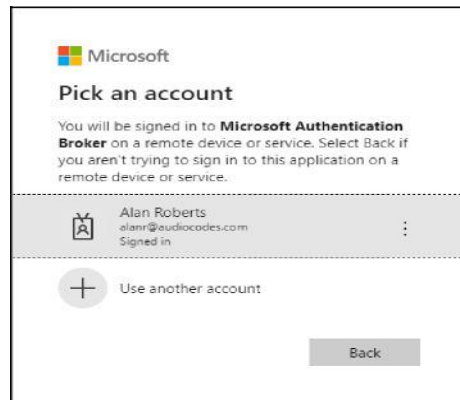 Microsoft
Pick an account
You will be signed in to Microsoft Authentication
Broker on a remote device or service. Select Back if
you aren't trying to sign in to this application on a
remote device or service.
Alan Roberts
alanr@audiocodes.com
Signed in
Use another account
Back